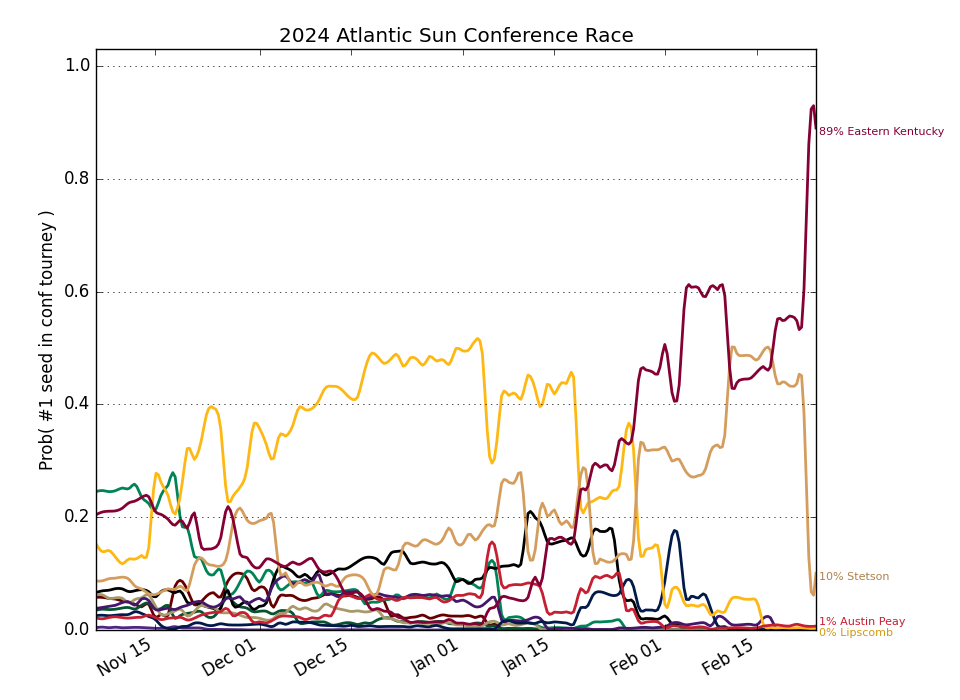 2024 Atlantic Sun Conference Race
Prob( #1 seed in conf tourney )
1.0
0.8
0.6
0.4
0.2
0.0
Nov 15
Dec 01
Dec 15
Jan 01
Jan 15
Feb 01
Feb 15
89% Eastern Kentucky
10% Stetson
1% Austin Peay
0% Lipscomb